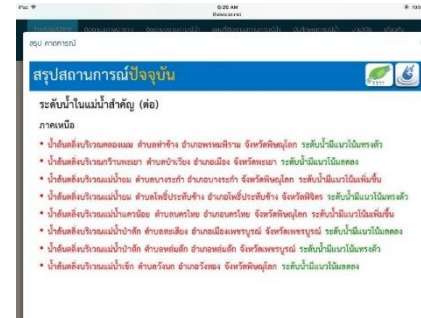 iPad
6:20 AM
thaiwater.net
100
สรุป คาดการณ์
สรุปสถานการณ์ปัจจุบัน
ระดับน้ำในแม่น้ำสำคัญ (ต่อ)
ภาคเหนือ
• น้ำล้นตลิ่งบริเวณคลองเมม ตำบลท่าช้าง อำเภอพรหมพิราม จังหวัดพิษณุโลก ระดับน้ำมีแนวโน้มทรงตัว
• น้ำล้นตลิ่งบริเวณกว๊านพะเยา ตำบลบ้านเวียง อำเภอเมือง จังหวัดพะเยา ระดับน้ำมีแนวโน้มลดลง
• น้ำล้นตลิ่งบริเวณแม่น้ำยม ตำบลบางระกำ อำเภอบางระกำ จังหวัดพิษณุโลก ระดับน้ำมีแนวโน้มเพิ่มขึ้น
• น้ำล้นตลิ่งบริเวณแม่น้ำยม ตำบลโพธิ์ประทับช้าง อำเภอโพธิ์ประทับช้าง จังหวัดพิจิตร ระดับน้ำมีแนวโน้มทรงตัว
• น้ำล้นตลิ่งบริเวณแม่น้ำแควน้อย ตำบลนครไทย อำเภอนครไทย จังหวัดพิษณุโลก ระดับน้ำมีแนวโน้มเพิ่มขึ้น
• น้ำล้นตลิ่งบริเวณแม่น้ำป่าสัก ตำบลตะเบียง อำเภอเมืองเพชรบูรณ์ จังหวัดเพชรบูรณ์ ระดับน้ำมีแนวโน้มลดลง
• น้ำล้นตลิ่งบริเวณแม่น้ำป่าสัก ตำบลหล่มสัก อำเภอหล่มสัก จังหวัดเพชรบูรณ์ ระดับน้ำมีแนวโน้มทรงตัว
• น้ำล้นตลิ่งบริเวณแม่น้ำเข็ก ตำบลวังนก อำเภอวังทอง จังหวัดพิษณุโลก ระดับน้ำมีแนวโน้มลดลง